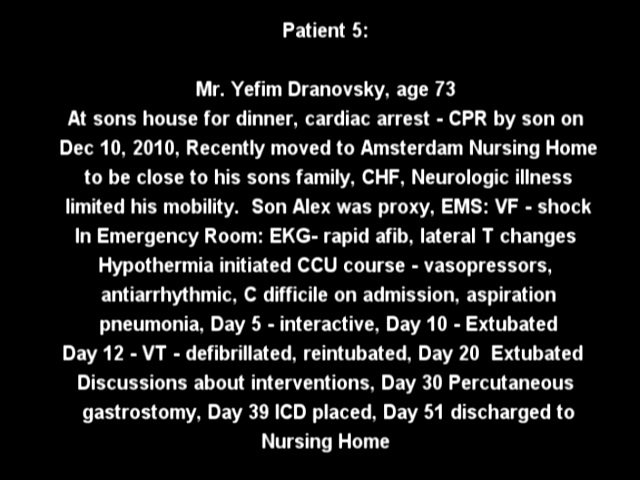 Patient 5:
Mr. Yefim Dranovsky, age 73
At sons house for dinner, cardiac arrest - CPR by son on
Dec 10, 2010, Recently moved to Amsterdam Nursing Home
to be close to his sons family, CHF, Neurologic illness
limited his mobility.  Son Alex was proxy, EMS: VF - shock
In Emergency Room: EKG- rapid afib, lateral T changes
Hypothermia initiated CCU course - vasopressors,
antiarrhythmic, C difficile on admission, aspiration
pneumonia, Day 5 - interactive, Day 10 - Extubated
Day 12 - VT - defibrillated, reintubated, Day 20  Extubated
Discussions about interventions, Day 30 Percutaneous
gastrostomy, Day 39 ICD placed, Day 51 discharged to
Nursing Home